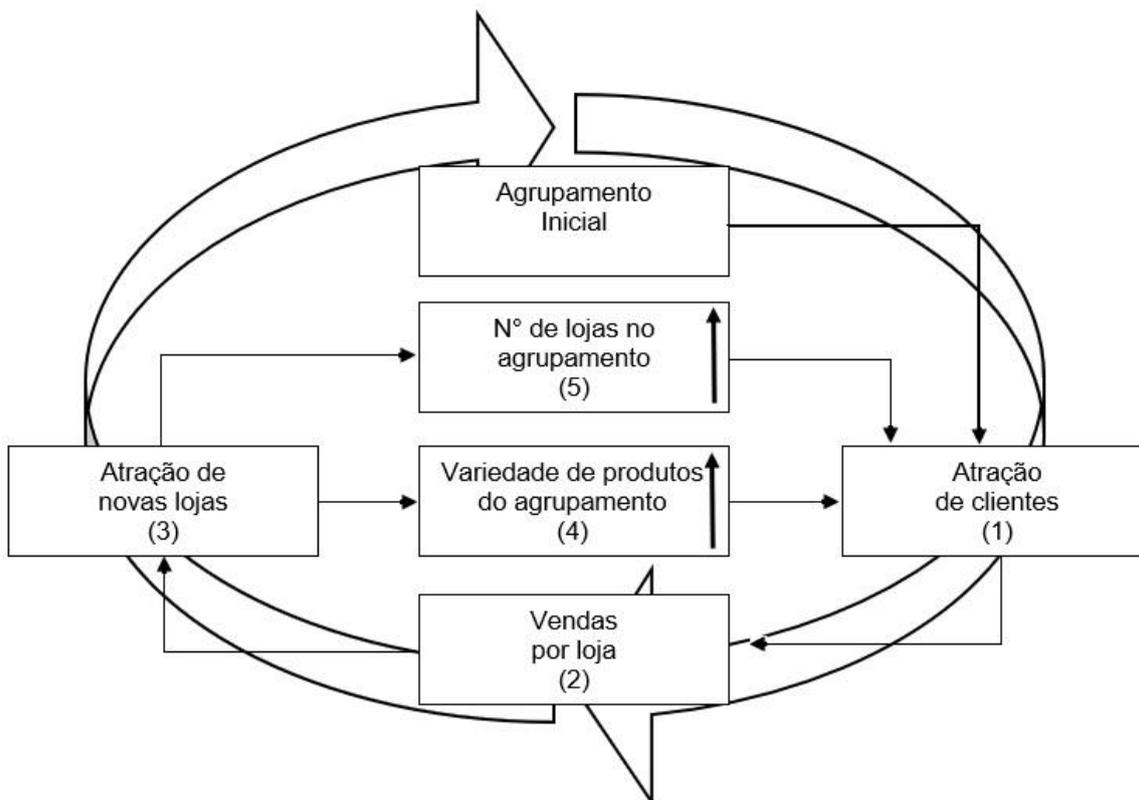 Agrupamento
Inicial
N° de lojas no
agrupamento
(5)
Atração de
novas lojas
(3)
Variedade de produtos
do agrupamento
(4)
Atração
de clientes
(1)
Vendas
por loja
(2)